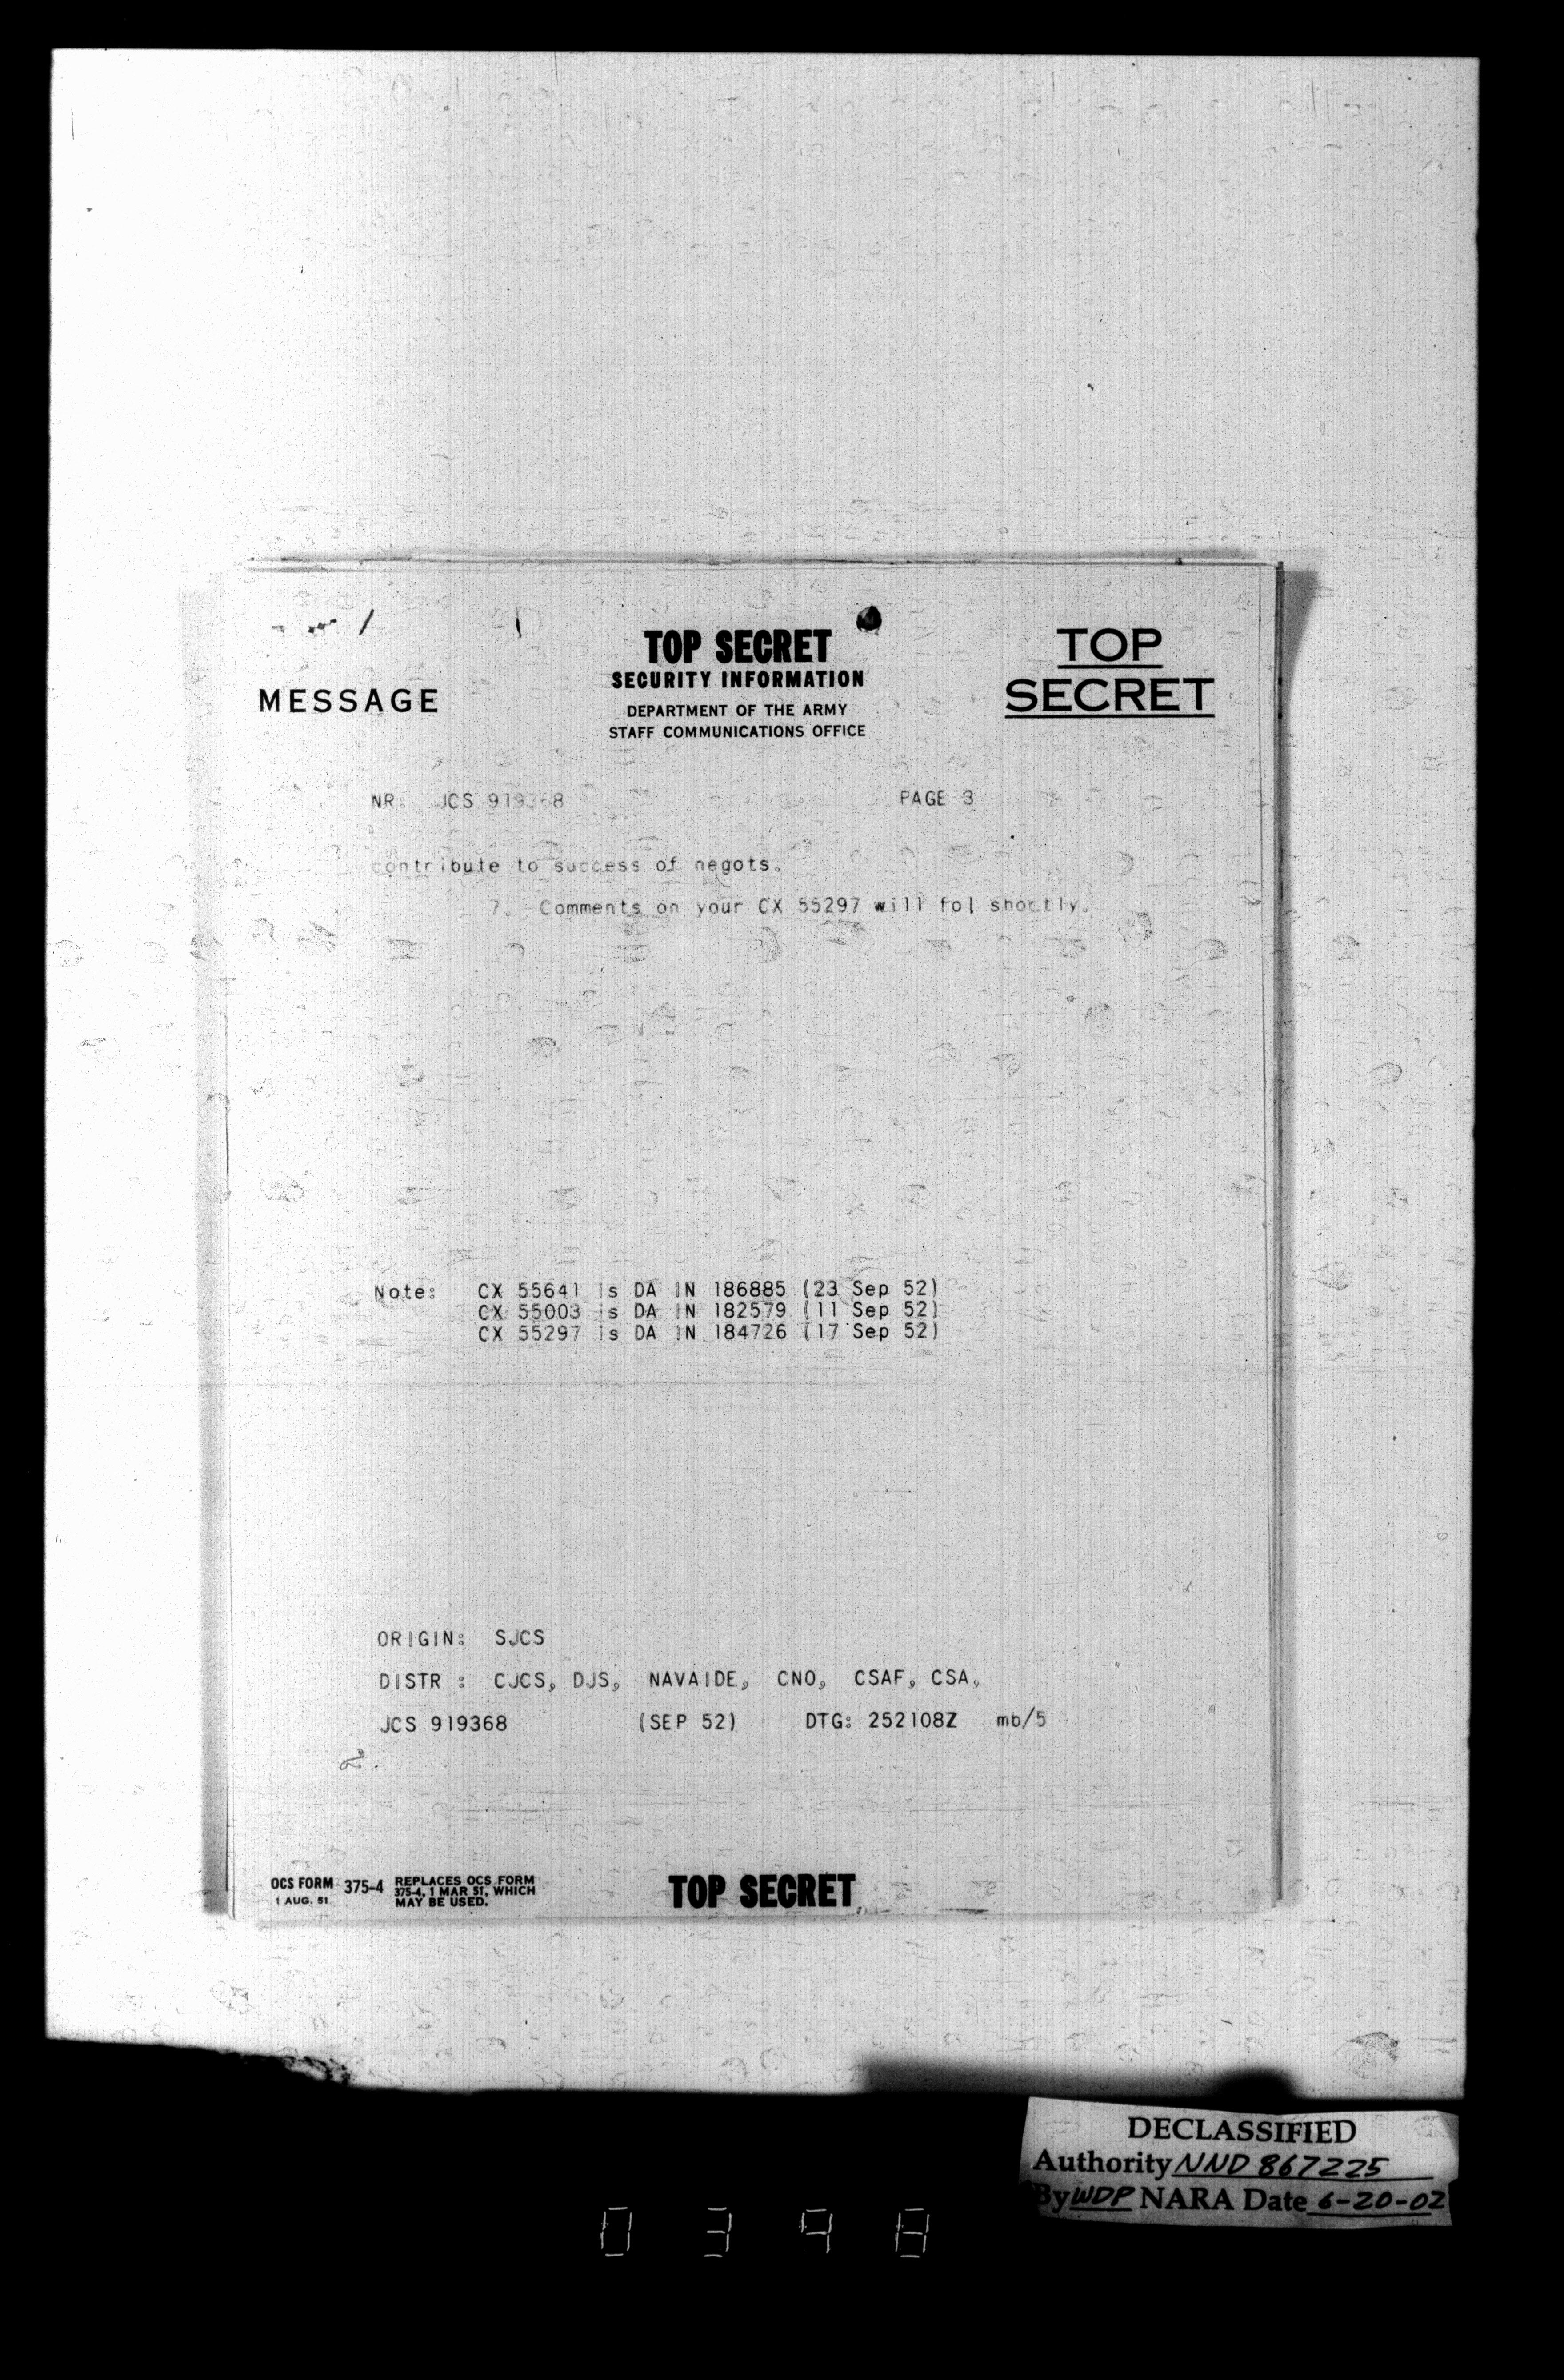 TOP SECRET
SECURITY INFORMATION
DEPARTMENT OF THE ARMY
STAFF COMMUNICATIONS OFFICE
MESSAGE
TOP
SECRET
NR: JCS 919368 PAGE 3
contribute to success of negots.
7. Comments on your CX 55297 will fol shortly.
Note: CX 55641 is DA IN 186885 (23 Sep 52)
CX 55003 is DA IN 182579 (11 Sep 52)
CX 55297 is DA IN 184726 (17 Sep 52)
ORIGIN: SJCS
DISTR : CJCS, DJS, NAVAIDE, CNO, CSAF, CSA,
JCS 919368 (SEP 52) DTG: 252108Z mb/5
OCS FORM 375-4 REPLACES OCS FORM
1 AUG. 51 375-4, 1 MAR 51, WHICH
MAY BE USED.
TOP SECRET
DECLASSIFIED
Authority NND 867225
By WDP NARA Date 6-20-02
0398